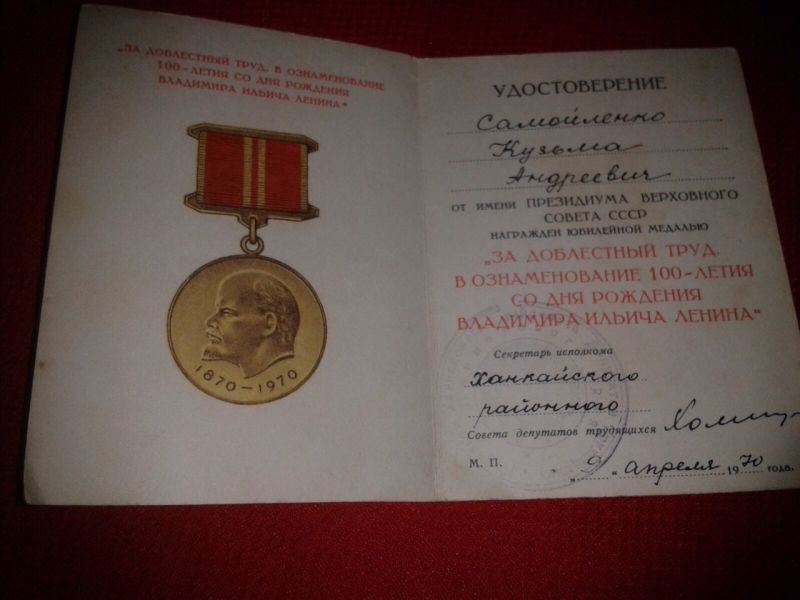 „ЗА ДОБЛЕСТНЫЙ ТРУД. В ОЗНАМЕНОВАНИЕ
100-ЛЕТИЯ СО ДНЯ РОЖДЕНИЯ
ВЛАДИМИРА ИЛЬИЧА ЛЕНИНА“
1870-1970
УДОСТОВЕРЕНИЕ
Самойленко
Кузьма
Андреевич
ОТ ИМЕНИ ПРЕЗИДИУМА ВЕРХОВНОГО
СОВЕТА СССР
НАГРАЖДЕН ЮБИЛЕЙНОЙ МЕДАЛЬЮ
„ЗА ДОБЛЕСТНЫЙ ТРУД.
В ОЗНАМЕНОВАНИЕ 100-ЛЕТИЯ
СО ДНЯ РОЖДЕНИЯ
ВЛАДИМИРА ИЛЬИЧА ЛЕНИНА“
Секретарь исполкома
Ханкайского
районного
Совета депутатов трудящихся
М. П. „9“ апреля 1970 года.